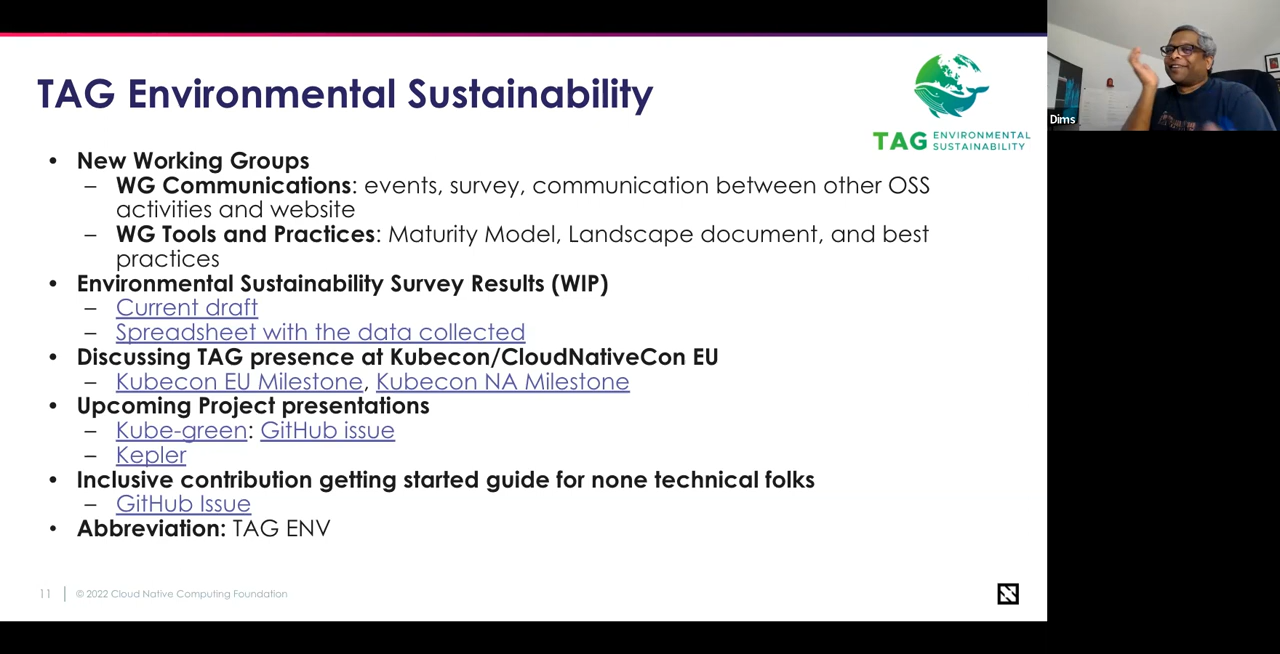 TAG Environmental Sustainability
TAG ENVIRONMENTAL
SUSTAINABILITY
Dims
• New Working Groups
– WG Communications: events, survey, communication between other OSS
activities and website
– WG Tools and Practices: Maturity Model, Landscape document, and best
practices
• Environmental Sustainability Survey Results (WIP)
– Current draft
– Spreadsheet with the data collected
• Discussing TAG presence at Kubecon/CloudNativeCon EU
– Kubecon EU Milestone, Kubecon NA Milestone
• Upcoming Project presentations
– Kube-green: GitHub issue
– Kepler
• Inclusive contribution getting started guide for none technical folks
– GitHub Issue
• Abbreviation: TAG ENV
11 | © 2022 Cloud Native Computing Foundation